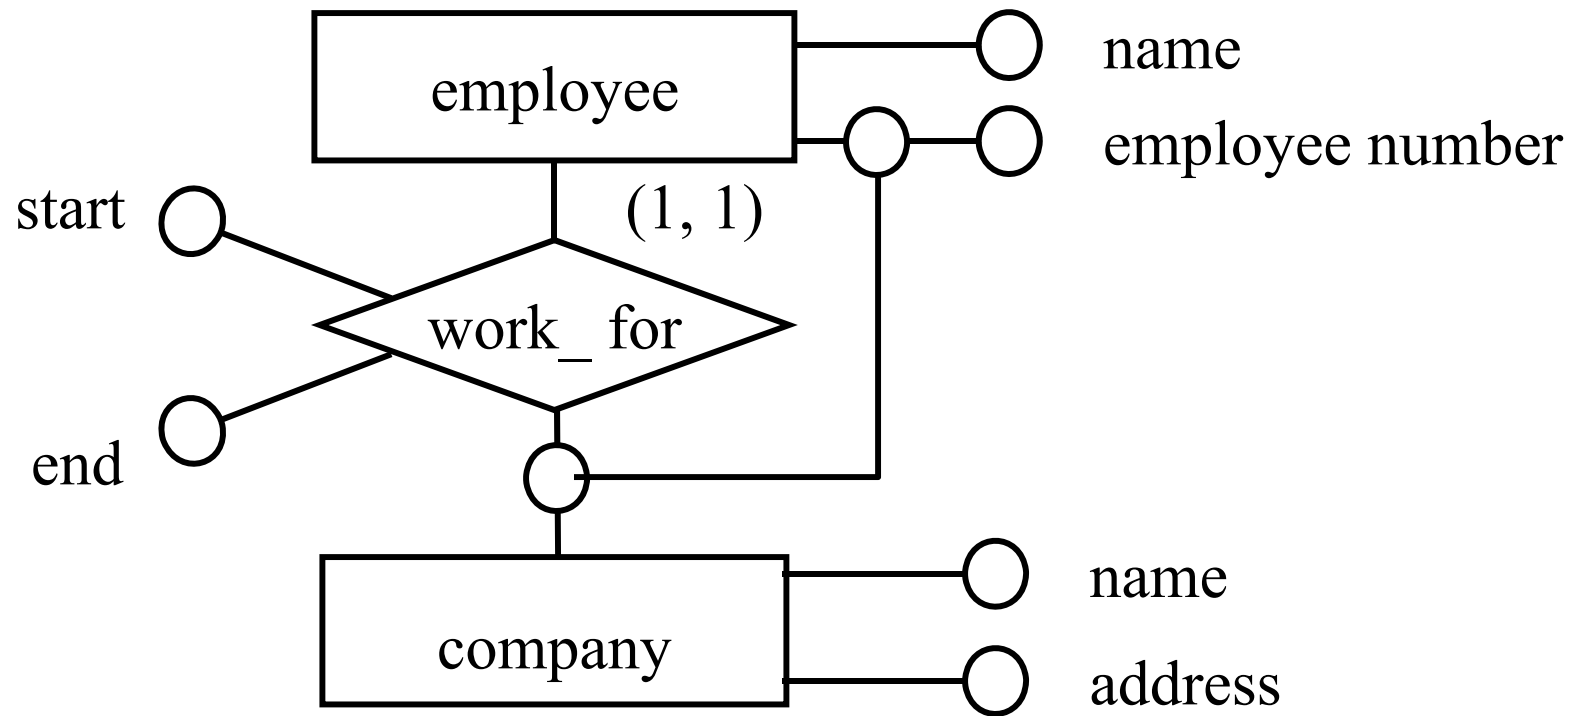 employee
name
employee number
start
(1, 1)
work_ for
end
company
name
address